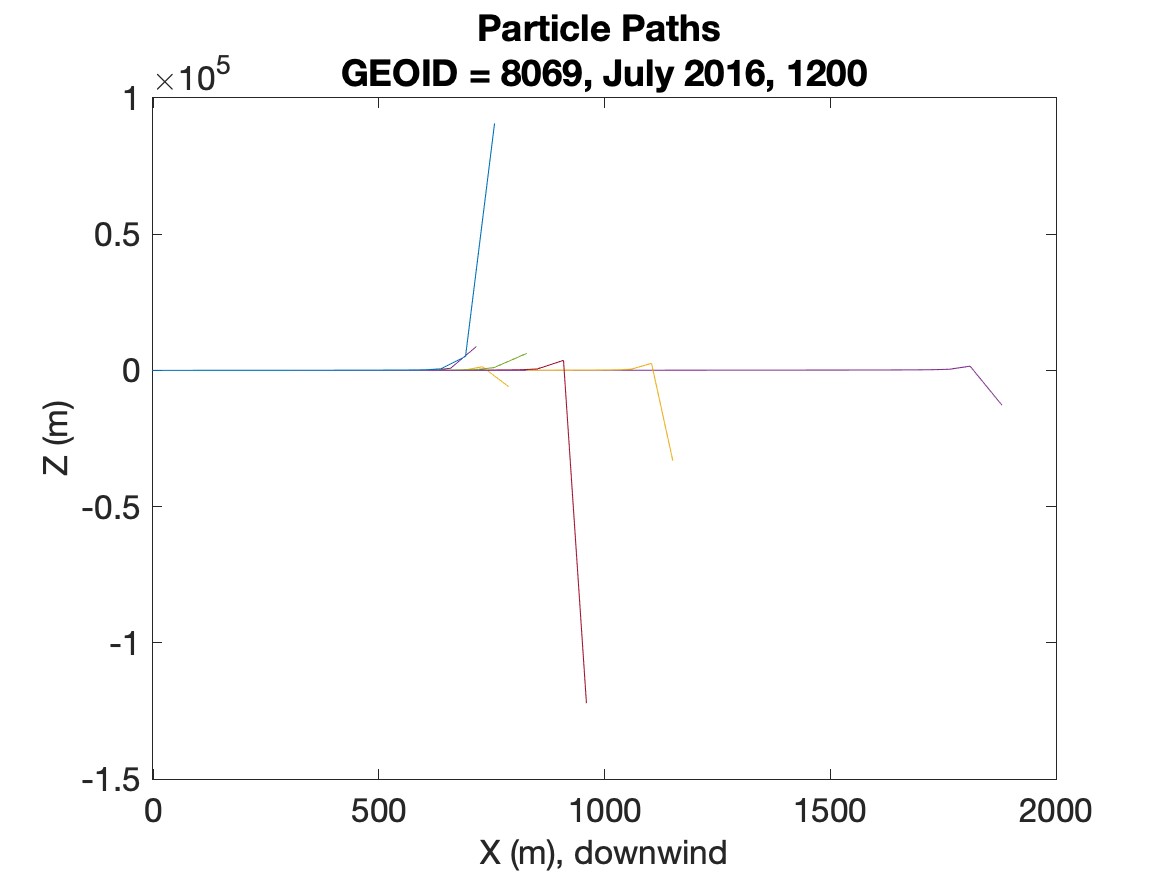 Particle Paths
GEOID = 8069, July 2016, 1200
×10^5
1
0.5
0
-0.5
-1
-1.5
Z (m)
0 500 1000 1500 2000
X (m), downwind